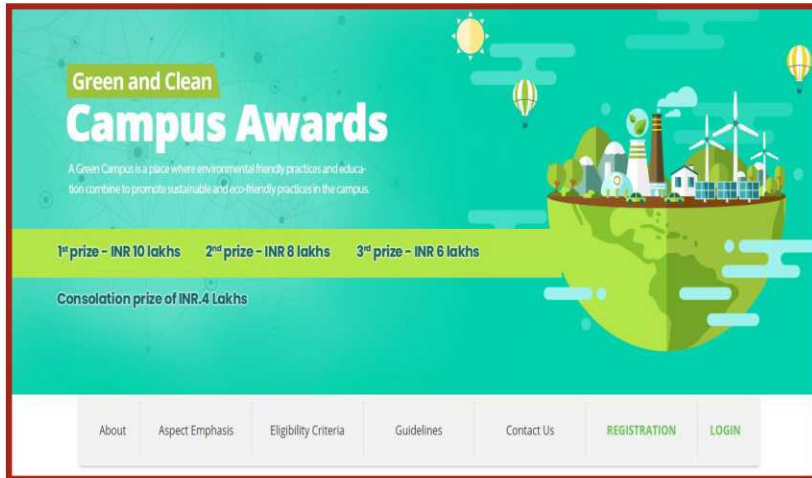 Green and Clean
Campus Awards
A Green Campus is a place where environmental friendly practices and educa-
tion combine to promote sustainable and eco-friendly practices in the campus.
1st prize - INR 10 lakhs 2nd prize - INR 8 lakhs 3rd prize - INR 6 lakhs
Consolation prize of INR.4 Lakhs
About Aspect Emphasis Eligibility Criteria Guidelines Contact Us REGISTRATION LOGIN